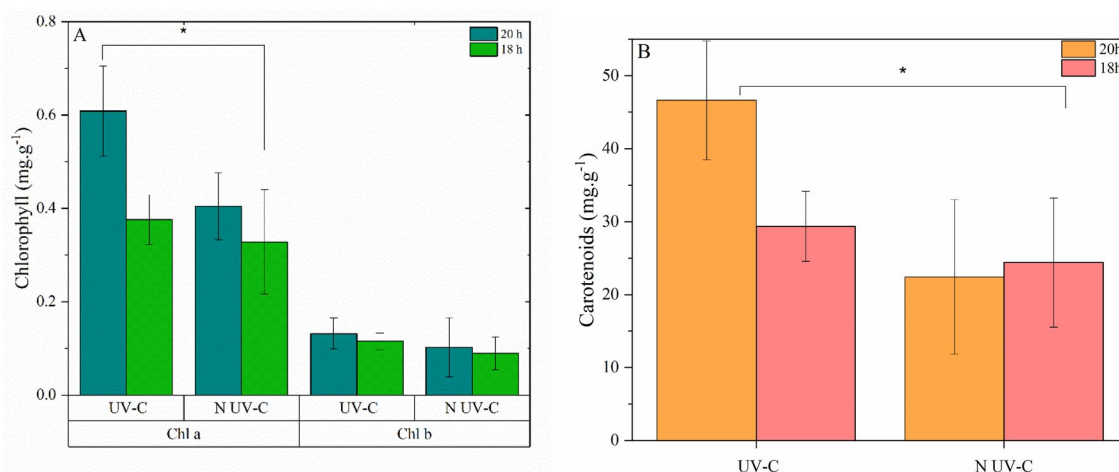 A
*
20 h
18 h
Chlorophyll (mg.g⁻¹)
0.8
0.6
0.4
0.2
0.0
UV-C
N UV-C
UV-C
N UV-C
Chl a
Chl b
B
*
20h
18h
Carotenoids (mg.g⁻¹)
50
40
30
20
10
0
UV-C
N UV-C